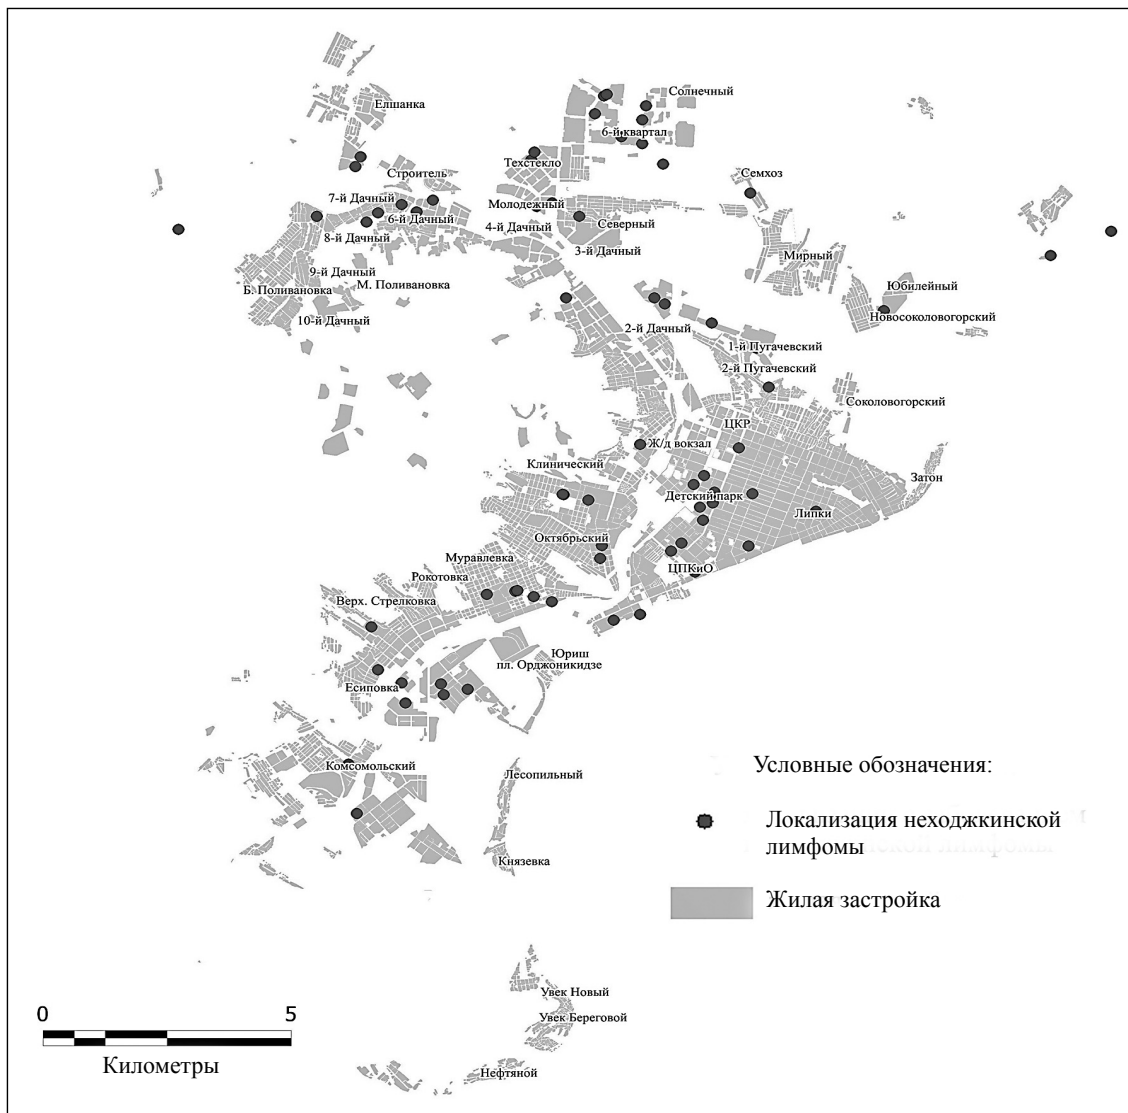 Елшанка
Солнечный
6-й квартал
Техстекло
Строитель
Семхоз
7-й Дачный
Молодежный
6-й Дачный
Северный
4-й Дачный
8-й Дачный
3-й Дачный
Мирный
9-й Дачный
М. Поливановка
Б. Поливановка
Юбилейный
10-й Дачный
Новосоколовогорский
2-й Дачный
1-й Пугачевский
2-й Пугачевский
Соколовогорский
ЦКР
Ж/д вокзал
Клинический
Затон
Детский парк
Липки
Октябрьский
Муравлевка
ЦПКиО
Рокотовка
Верх. Стрелковка
Юриш
пл. Орджоникидзе
Есиповка
Комсомольский
Лесопильный
Князевка
Условные обозначения:
Локализация неходжкинской
лимфомы
Жилая застройка
Увек Новый
Увек Береговой
Нефтяной
0 5
Километры